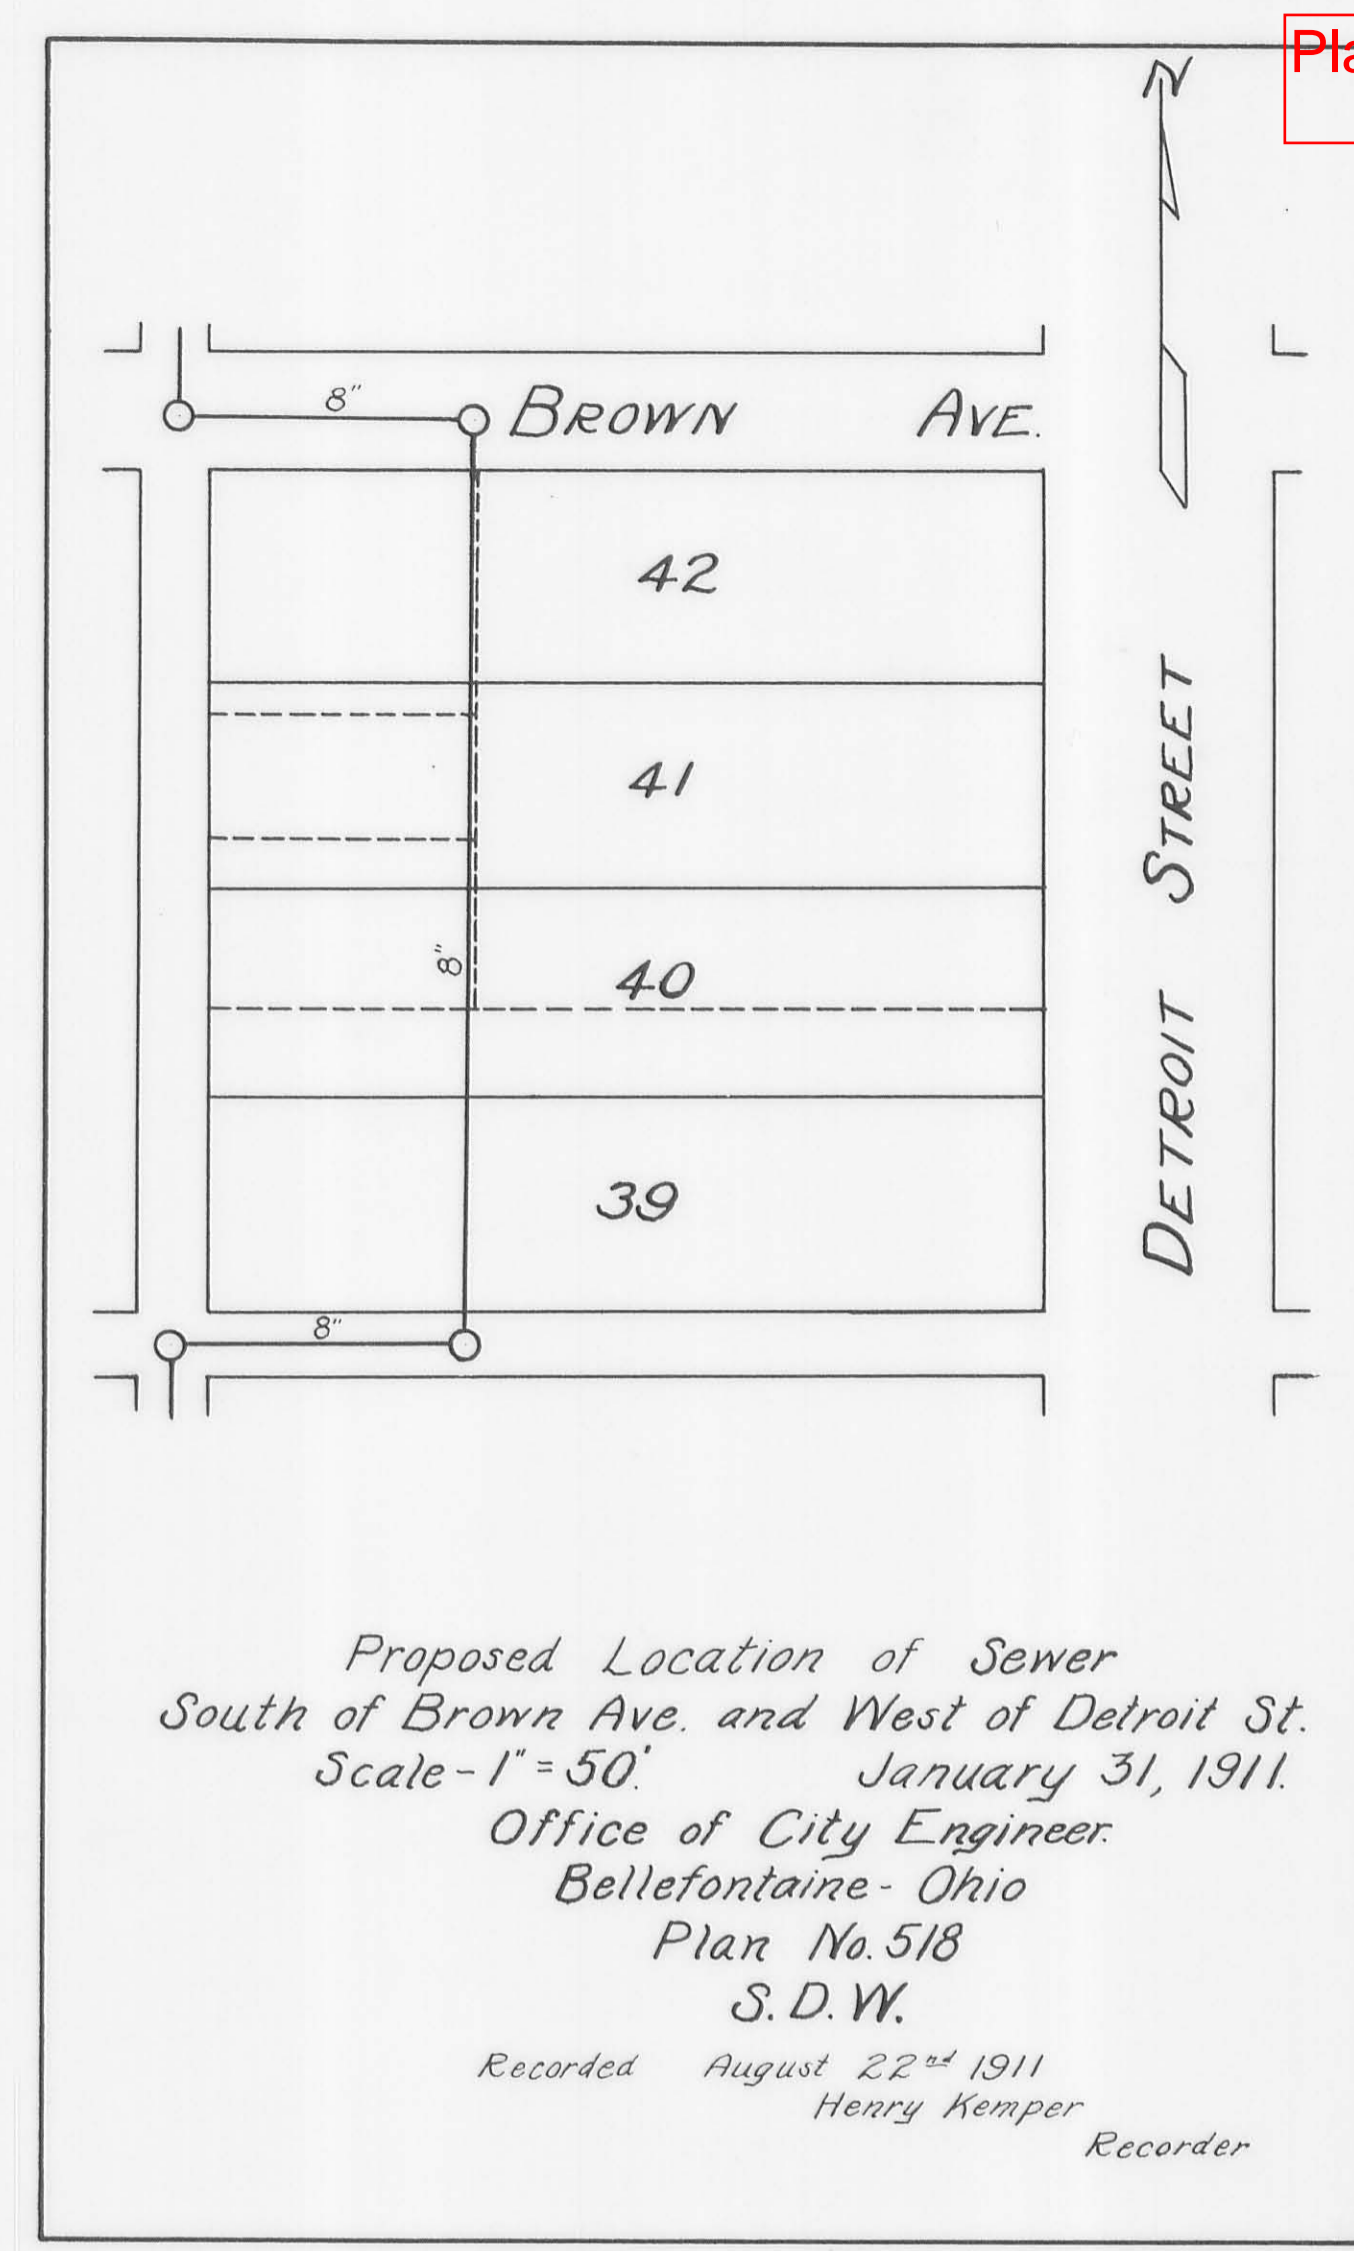 Pla
N
8"
BROWN AVE.
42
41
8"
40
39
8"
DETROIT STREET
Proposed Location of Sewer
South of Brown Ave. and West of Detroit St.
Scale - 1" = 50'. January 31, 1911.
Office of City Engineer.
Bellefontaine - Ohio
Plan No. 518
S. D. W.
Recorded August 22nd 1911
Henry Kemper
Recorder